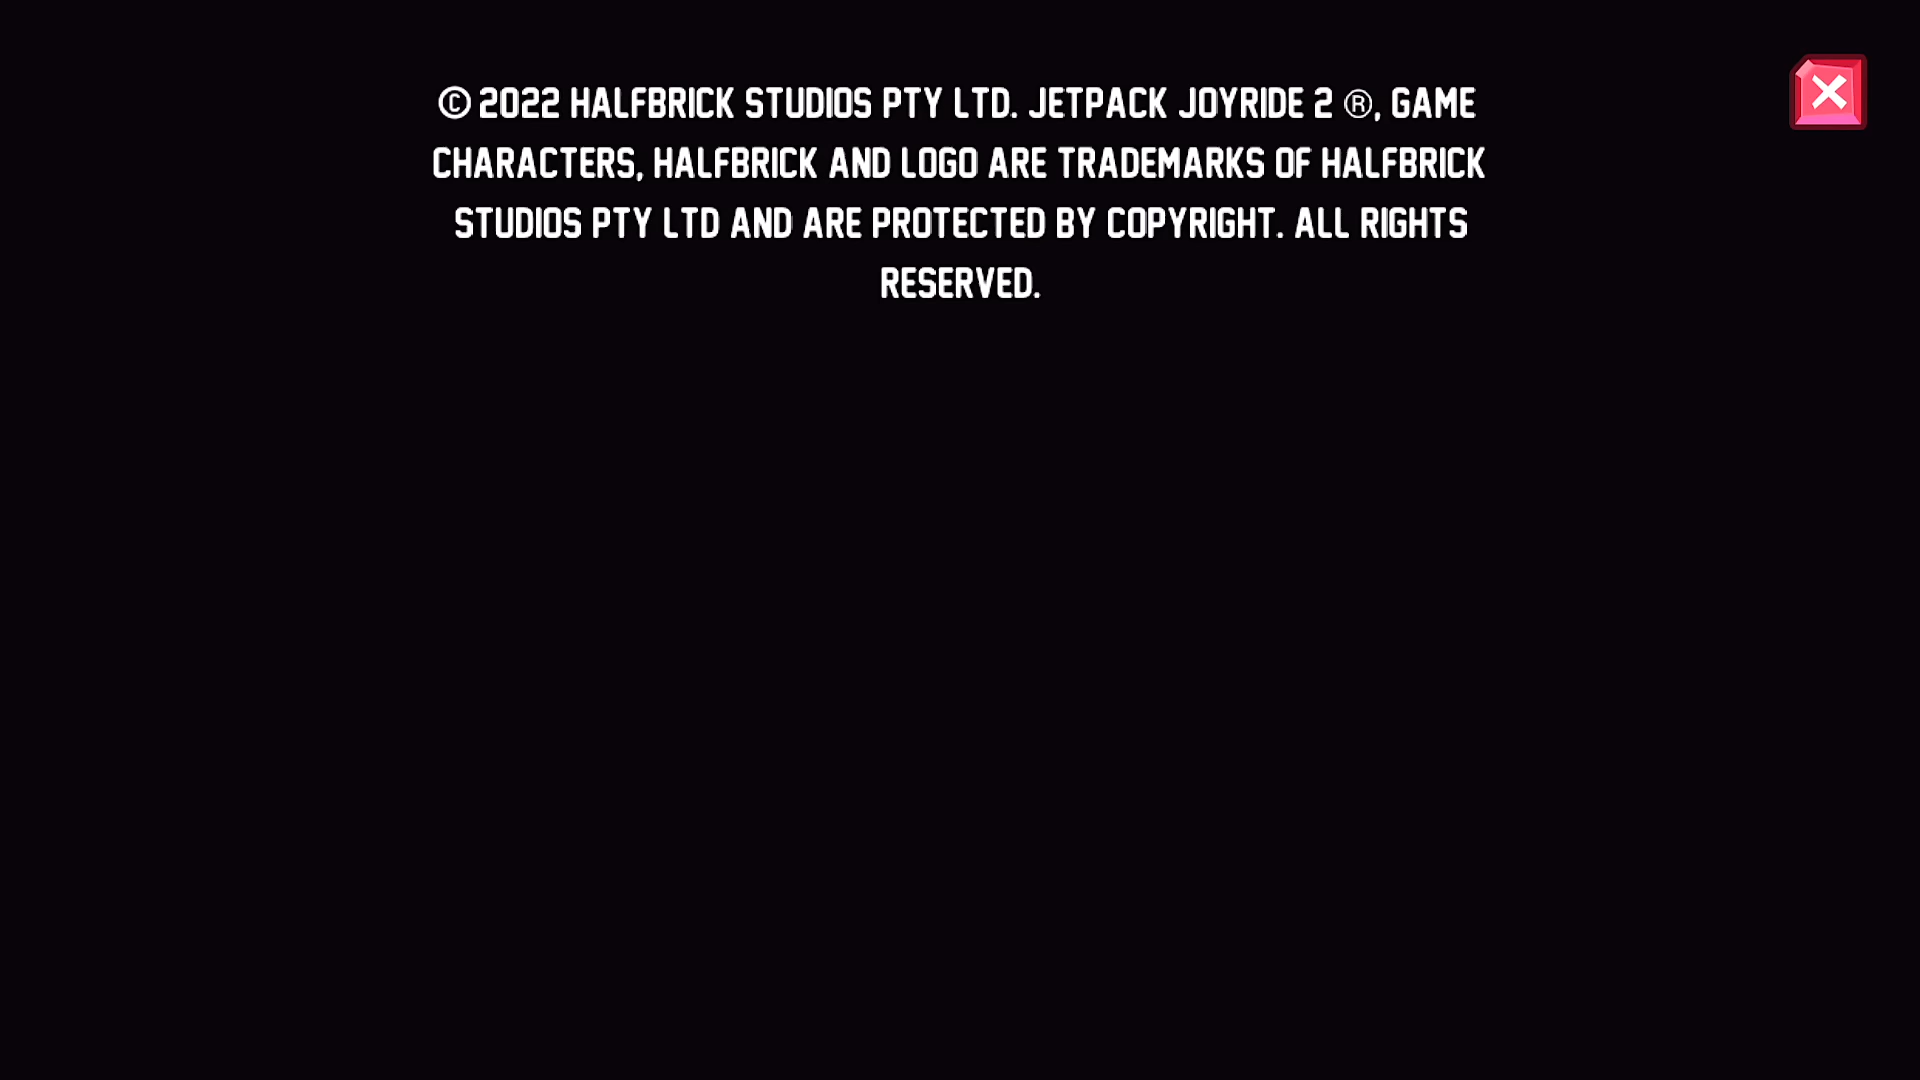 © 2022 HALFBRICK STUDIOS PTY LTD. JETPACK JOYRIDE 2 ®, GAME
CHARACTERS, HALFBRICK AND LOGO ARE TRADEMARKS OF HALFBRICK
STUDIOS PTY LTD AND ARE PROTECTED BY COPYRIGHT. ALL RIGHTS
RESERVED.